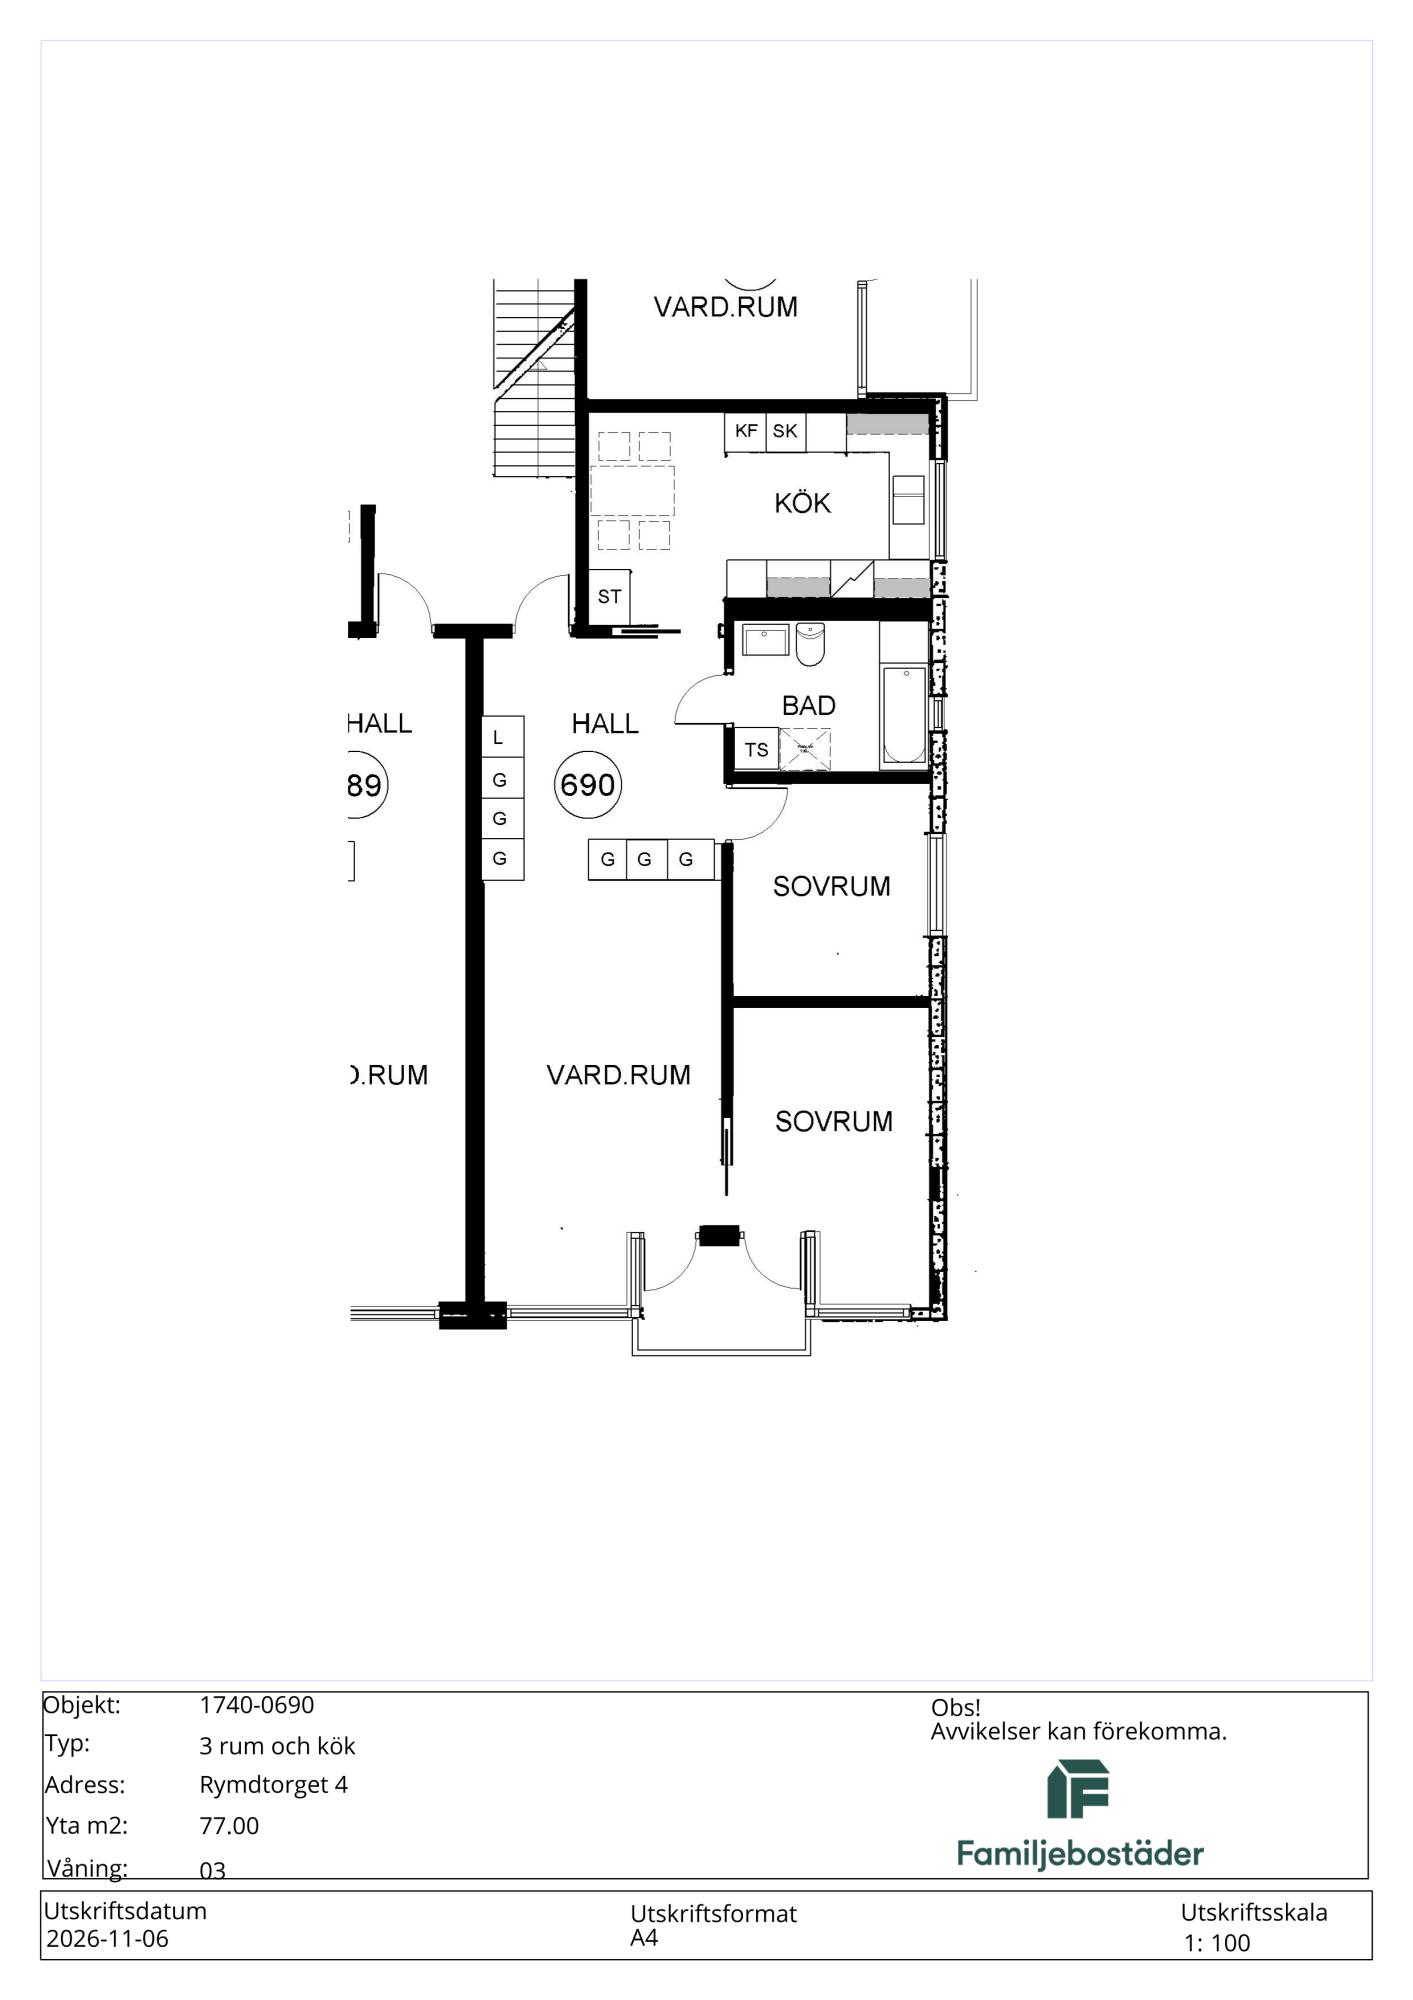 VARD.RUM
KF SK
KÖK
ST
BAD
HALL
HALL
L
TS
G
89
690
G
G
G G G
SOVRUM
D.RUM
VARD.RUM
SOVRUM
Objekt: 1740-0690
Typ: 3 rum och kök
Adress: Rymdtorget 4
Yta m2: 77.00
Våning: 03
Obs!
Avvikelser kan förekomma.
Familjebostäder
Utskriftsdatum
2026-11-06
Utskriftsformat
A4
Utskriftsskala
1: 100